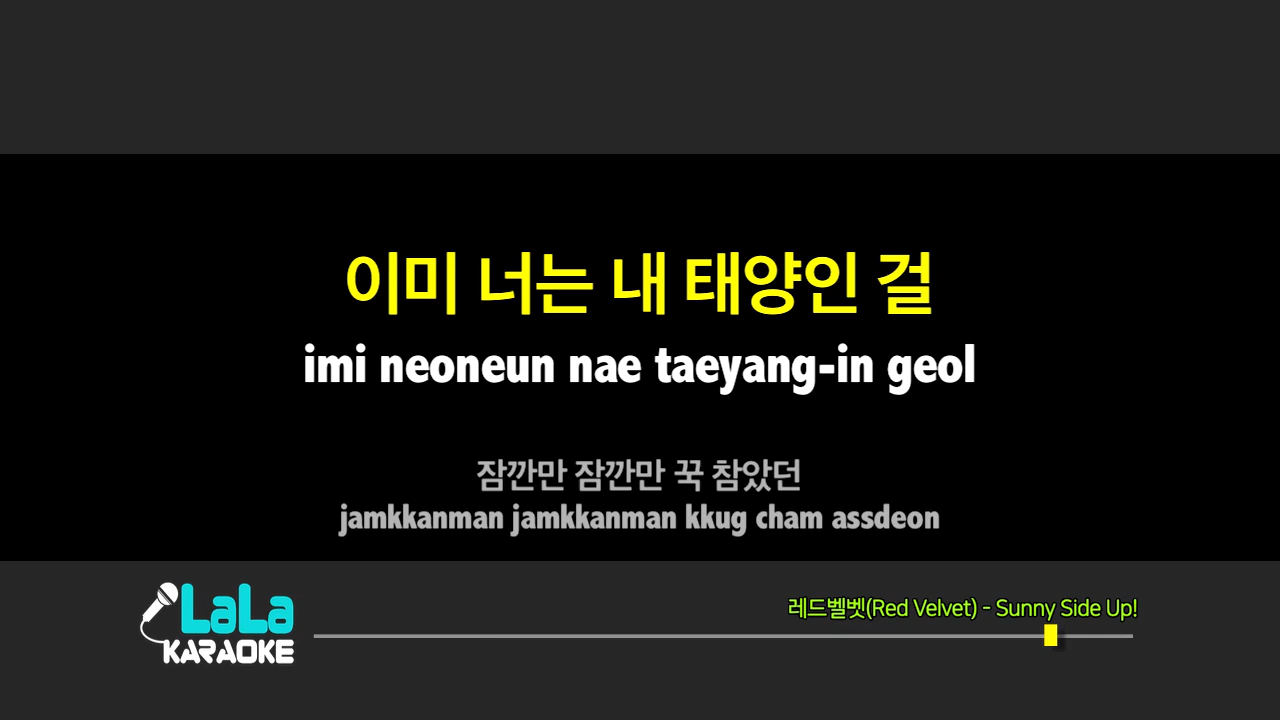 이미 너는 내 태양인 걸
imi neoneun nae taeyang-in geol
잠깐만 잠깐만 꾹 참았던
jamkkanman jamkkanman kkug cham assdeon
레드벨벳(Red Velvet) - Sunny Side Up!
LaLa
KARAOKE